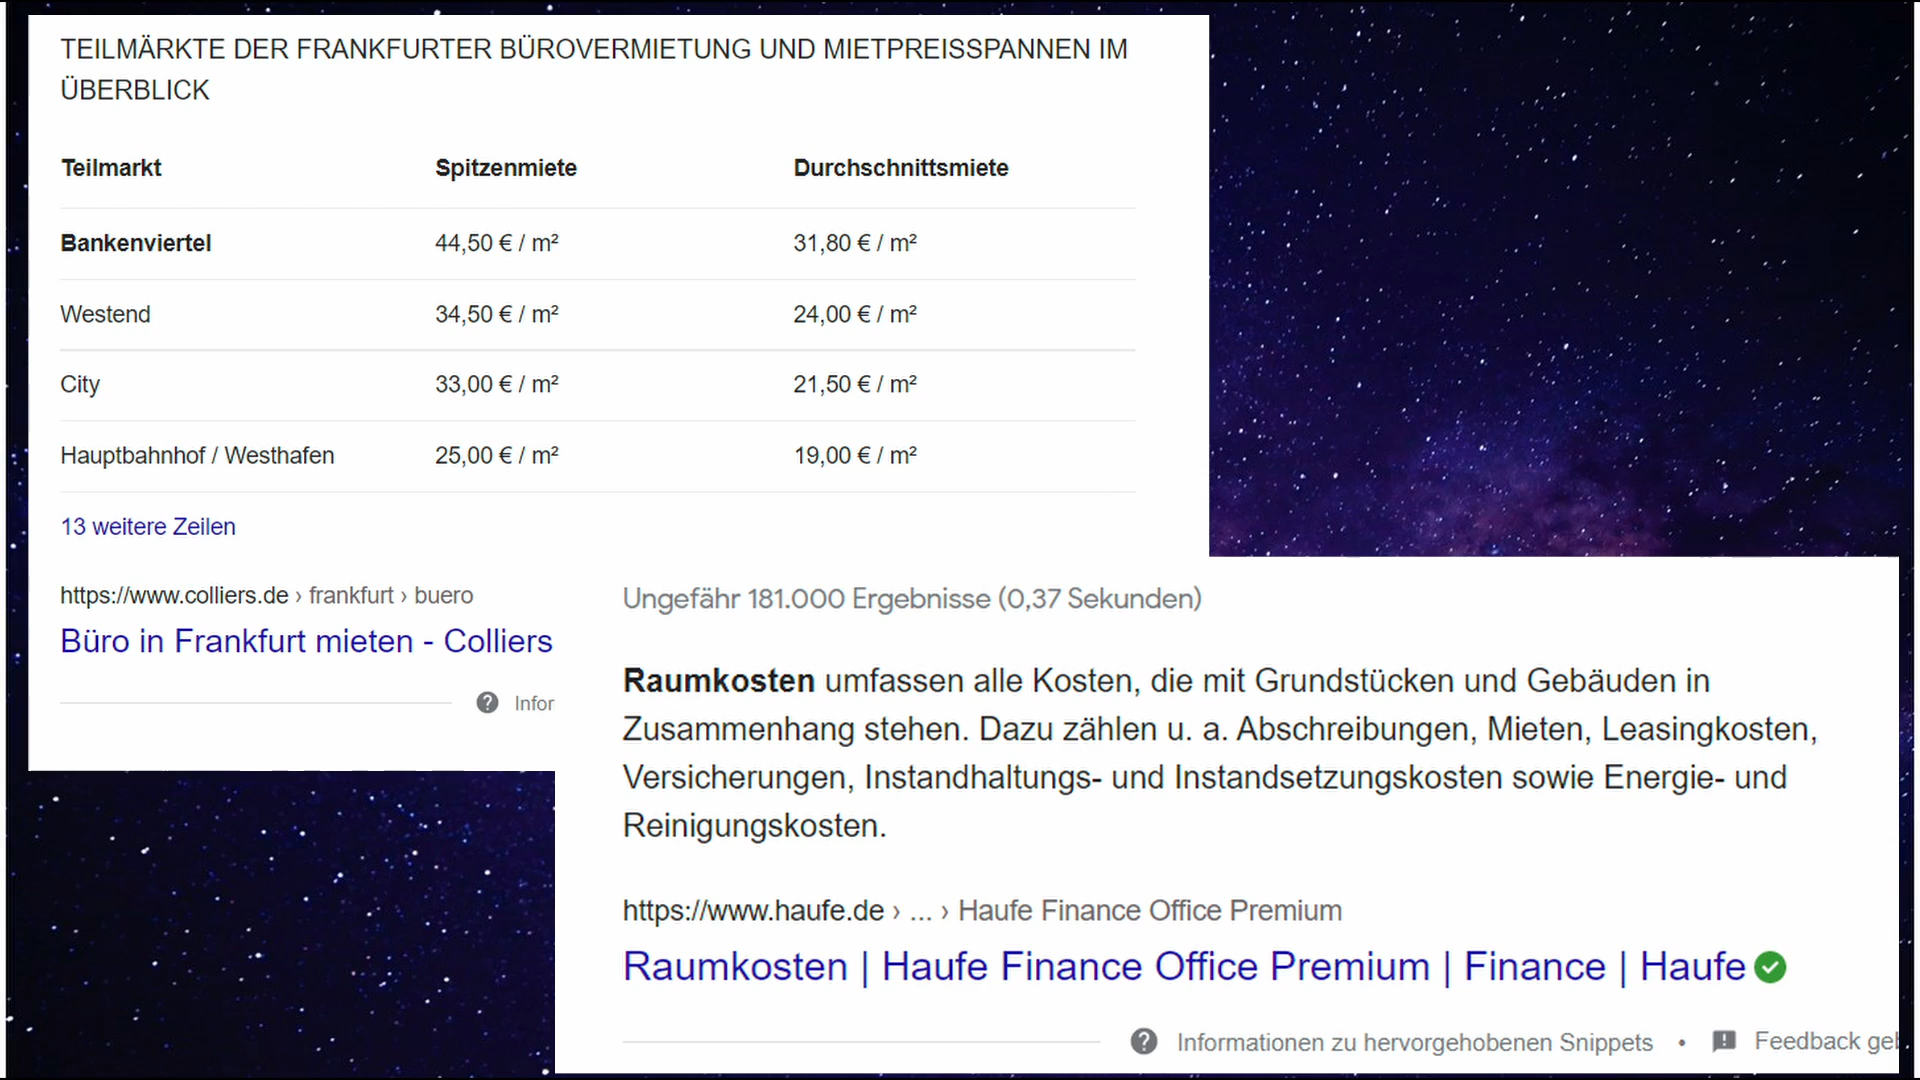 TEILMÄRKTE DER FRANKFURTER BÜROVERMIETUNG UND MIETPREISSPANNEN IM
ÜBERBLICK
Teilmarkt Spitzenmiete Durchschnittsmiete
Bankenviertel 44,50 € / m² 31,80 € / m²
Westend 34,50 € / m² 24,00 € / m²
City 33,00 € / m² 21,50 € / m²
Hauptbahnhof / Westhafen 25,00 € / m² 19,00 € / m²
13 weitere Zeilen
https://www.colliers.de › frankfurt › buero
Büro in Frankfurt mieten - Colliers
Infor
Ungefähr 181.000 Ergebnisse (0,37 Sekunden)
Raumkosten umfassen alle Kosten, die mit Grundstücken und Gebäuden in
Zusammenhang stehen. Dazu zählen u. a. Abschreibungen, Mieten, Leasingkosten,
Versicherungen, Instandhaltungs- und Instandsetzungskosten sowie Energie- und
Reinigungskosten.
https://www.haufe.de › ... › Haufe Finance Office Premium
Raumkosten | Haufe Finance Office Premium | Finance | Haufe
Informationen zu hervorgehobenen Snippets • Feedback geb